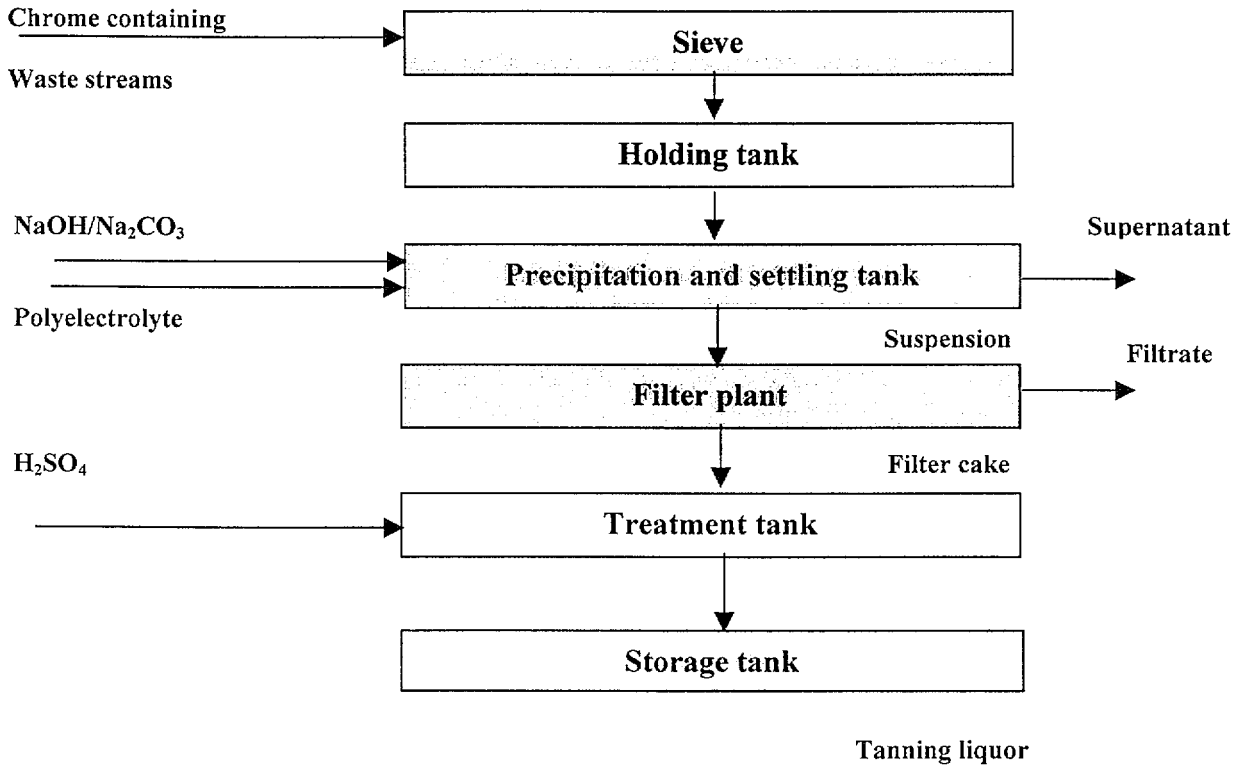 Chrome containing
Sieve
Waste streams
Holding tank
NaOH/Na₂CO₃
Supernatant
Precipitation and settling tank
Polyelectrolyte
Suspension
Filtrate
Filter plant
H₂SO₄
Filter cake
Treatment tank
Storage tank
Tanning liquor